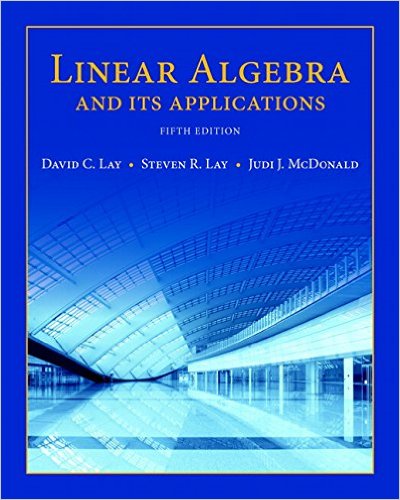 LINEAR ALGEBRA
AND ITS APPLICATIONS
FIFTH EDITION
DAVID C. LAY • STEVEN R. LAY • JUDI J. MCDONALD